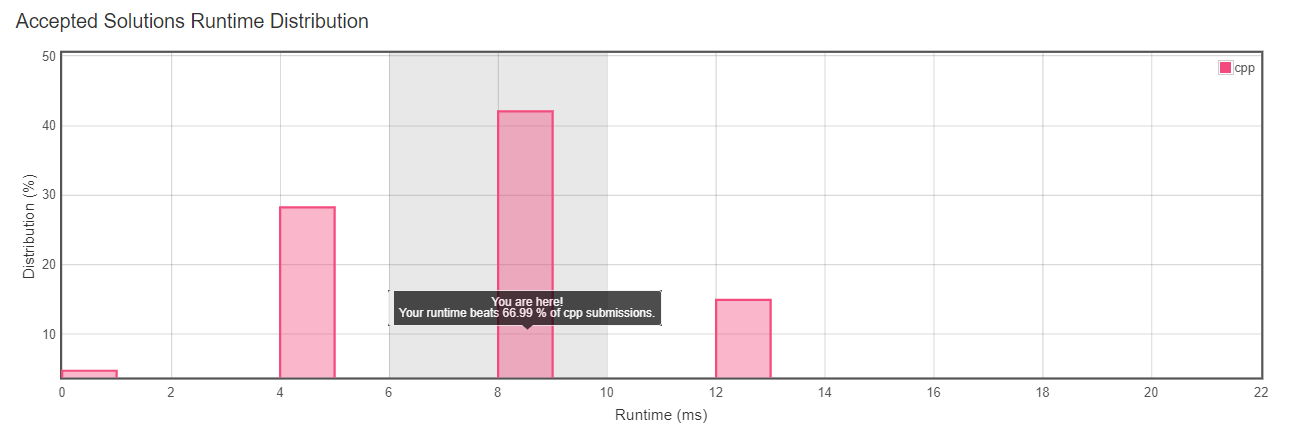 Accepted Solutions Runtime Distribution
50
cpp
40
30
20
10
Distribution (%)
You are here!
Your runtime beats 66.99 % of cpp submissions.
0 2 4 6 8 10 12 14 16 18 20 22
Runtime (ms)